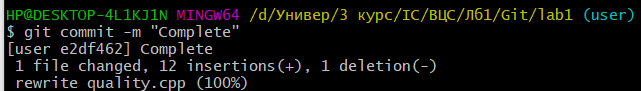 HP@DESKTOP-4L1KJ1N MINGW64 /d/Универ/3 курс/IC/ВЦС/Лб1/Git/lab1 (user)
$ git commit -m "Complete"
[user e2df462] Complete
 1 file changed, 12 insertions(+), 1 deletion(-)
 rewrite quality.cpp (100%)